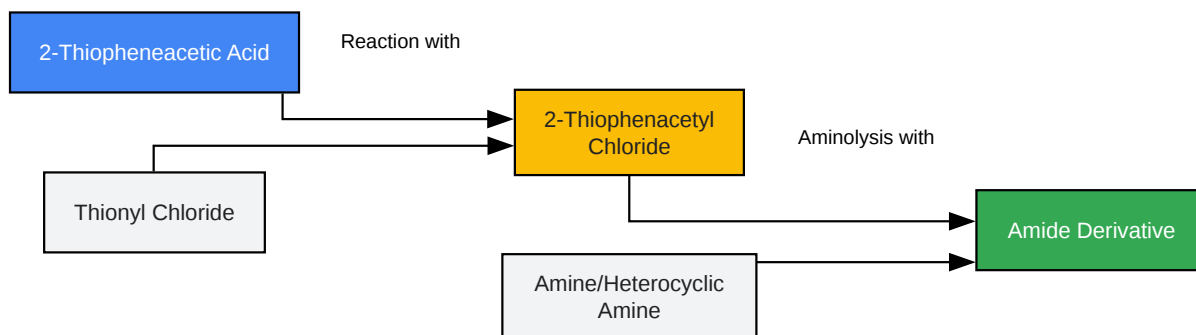 2-Thiopheneacetic Acid
Reaction with
2-Thiophenacetyl
Chloride
Aminolysis with
Thionyl Chloride
Amide Derivative
Amine/Heterocyclic
Amine